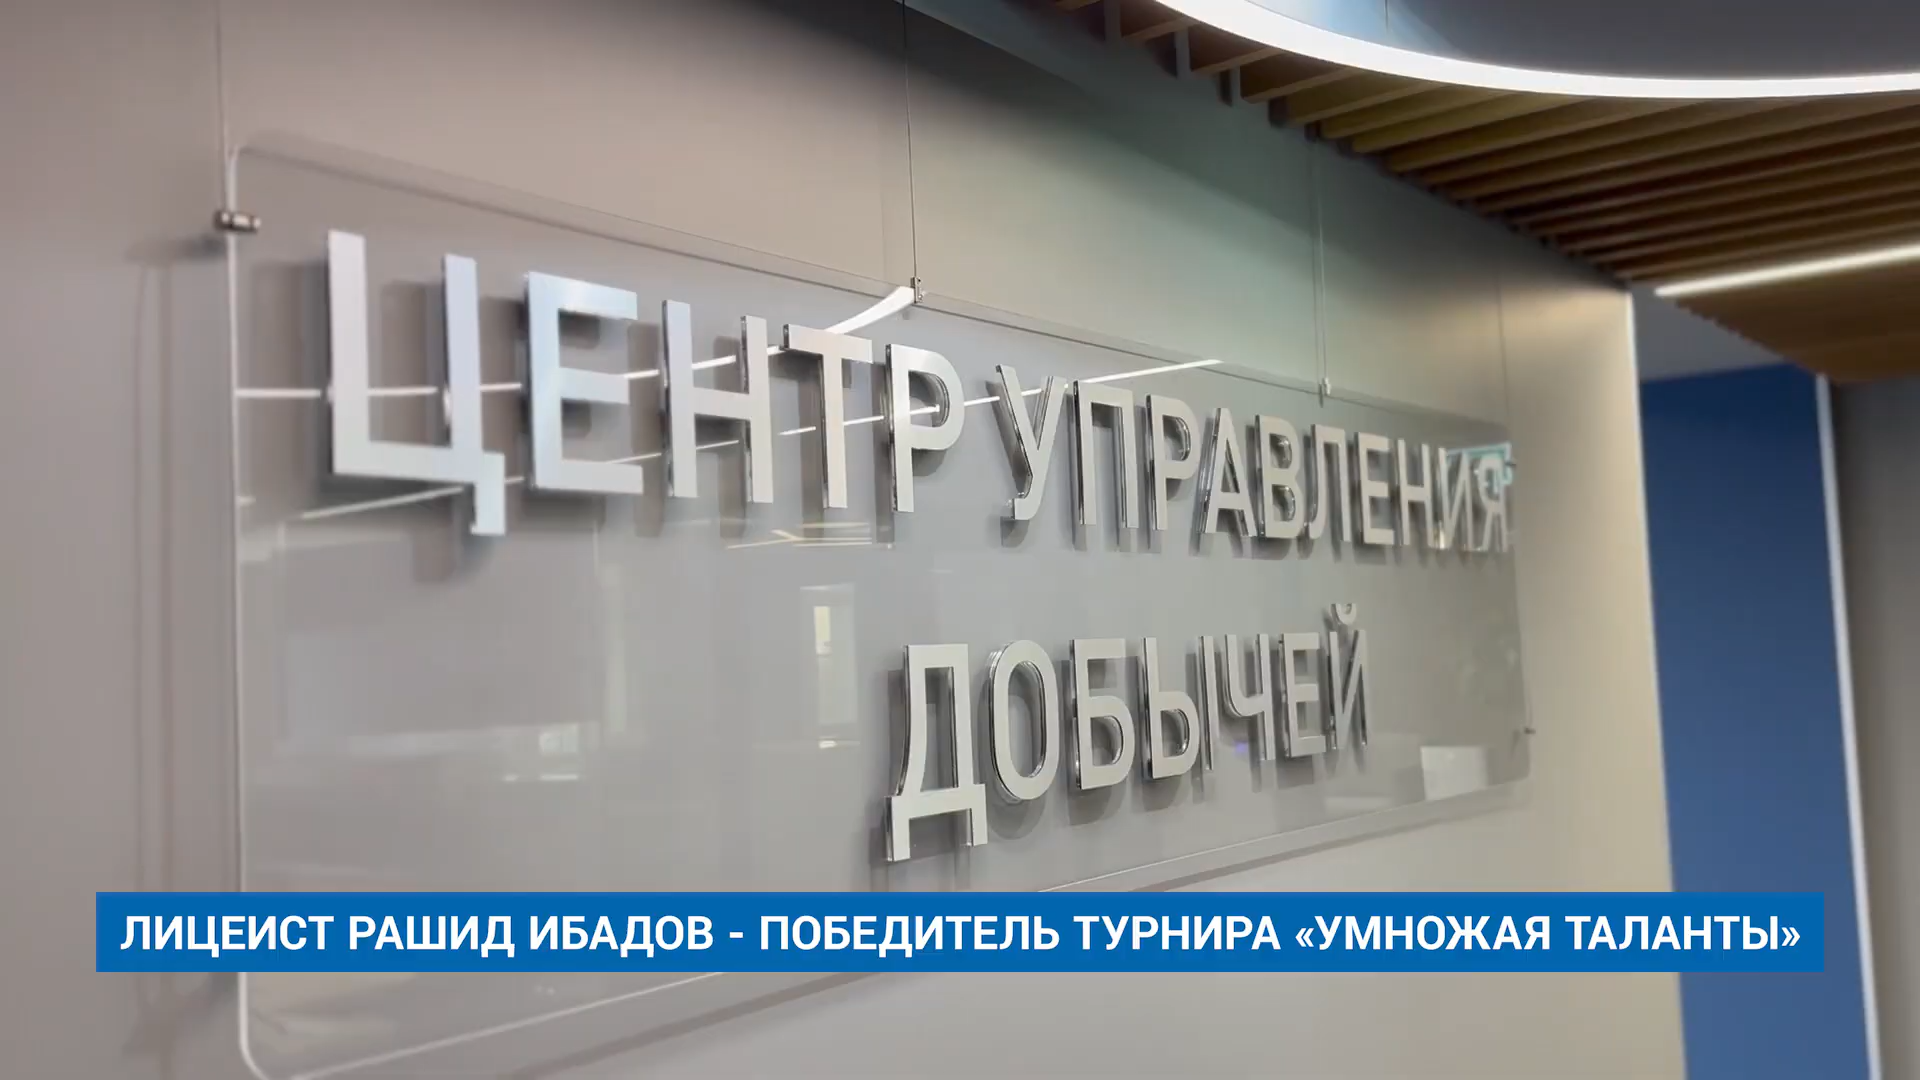 ЦЕНТР УПРАВЛЕНИЯ
ДОБЫЧЕЙ
ЛИЦЕИСТ РАШИД ИБАДОВ - ПОБЕДИТЕЛЬ ТУРНИРА «УМНОЖАЯ ТАЛАНТЫ»